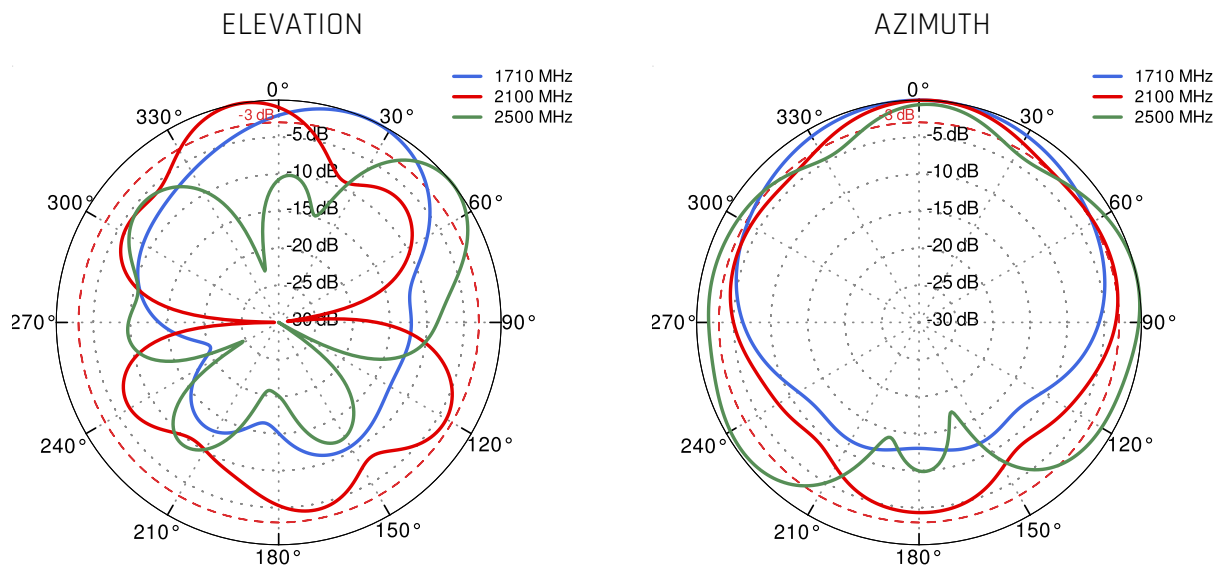 ELEVATION
1710 MHz
2100 MHz
2500 MHz
0°
330°
30°
-3 dB
-5 dB
-10 dB
300°
60°
-15 dB
-20 dB
-25 dB
270°
-30 dB
90°
240°
120°
210°
150°
180°
AZIMUTH
1710 MHz
2100 MHz
2500 MHz
0°
330°
30°
-3 dB
-5 dB
-10 dB
300°
60°
-15 dB
-20 dB
-25 dB
270°
-30 dB
90°
240°
120°
210°
150°
180°